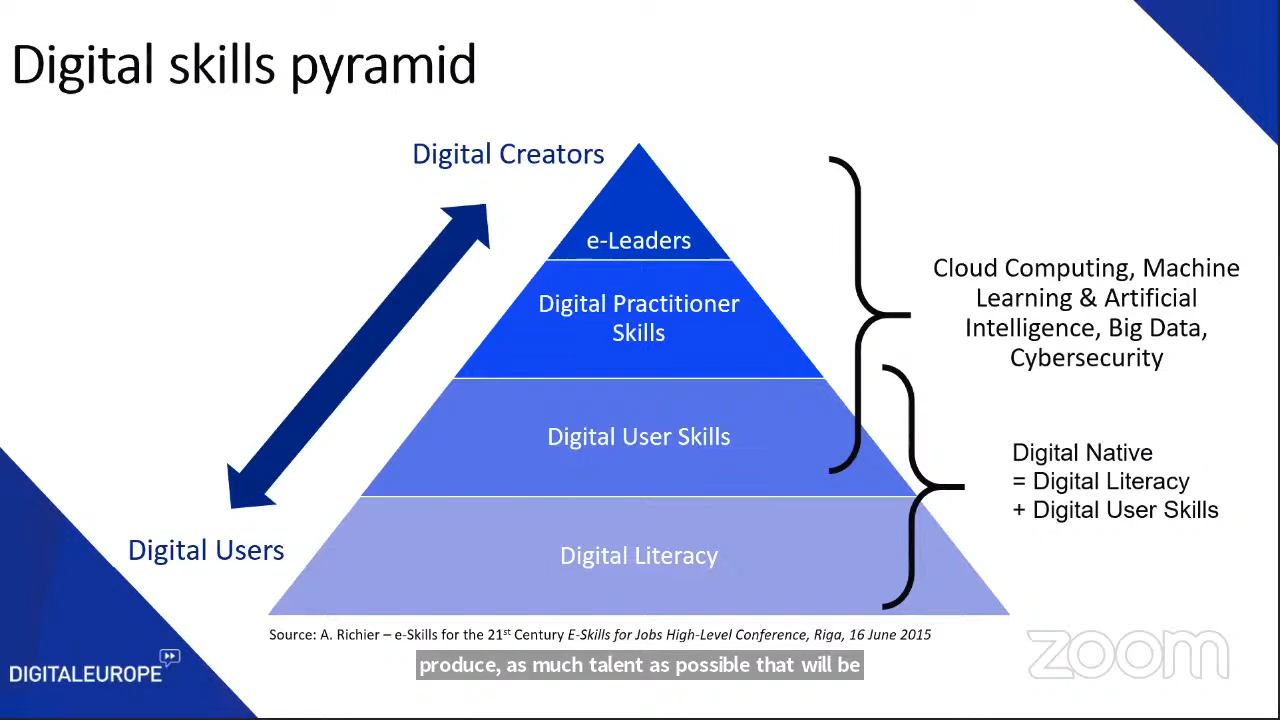 Digital skills pyramid
Digital Creators
e-Leaders
Digital Practitioner
Skills
Digital User Skills
Digital Literacy
Digital Users
Cloud Computing, Machine
Learning & Artificial
Intelligence, Big Data,
Cybersecurity
Digital Native
= Digital Literacy
+ Digital User Skills
Source: A. Richier – e-Skills for the 21st Century E-Skills for Jobs High-Level Conference, Riga, 16 June 2015
DIGITALEUROPE
produce, as much talent as possible that will be
zoom